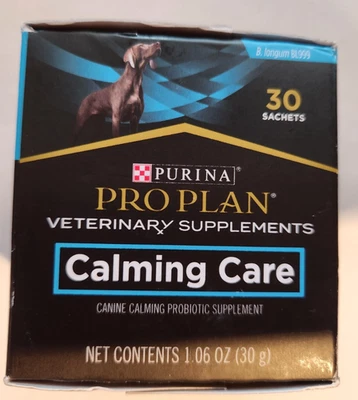 B. longum BL999
30
SACHETS
PURINA®
PRO PLAN®
VETERINARY SUPPLEMENTS
Calming Care
CANINE CALMING PROBIOTIC SUPPLEMENT
NET CONTENTS 1.06 OZ (30 g)